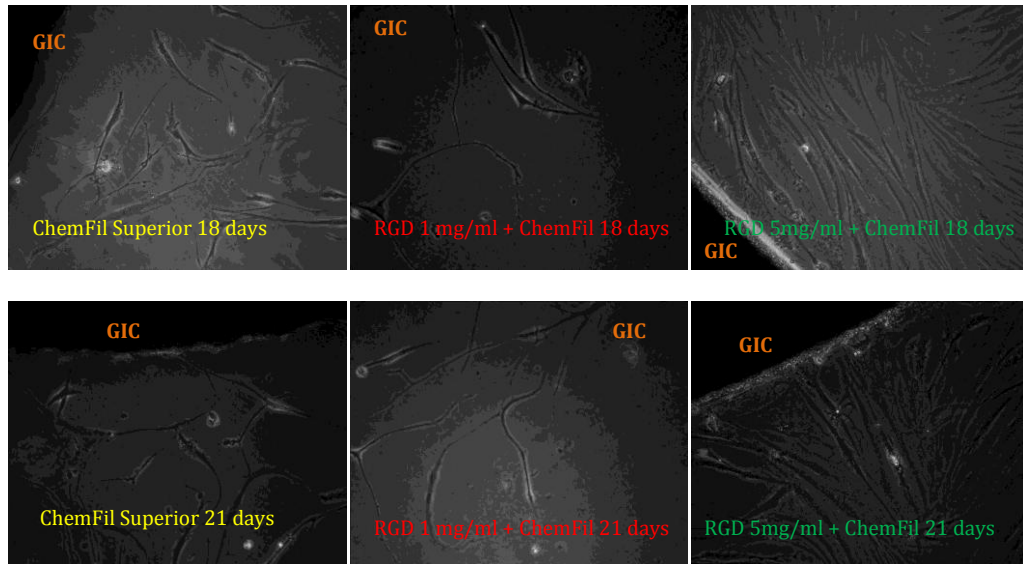 GIC
ChemFil Superior 18 days
GIC
RGD 1 mg/ml + ChemFil 18 days
RGD 5mg/ml + ChemFil 18 days
GIC
GIC
ChemFil Superior 21 days
GIC
RGD 1 mg/ml + ChemFil 21 days
GIC
RGD 5mg/ml + ChemFil 21 days